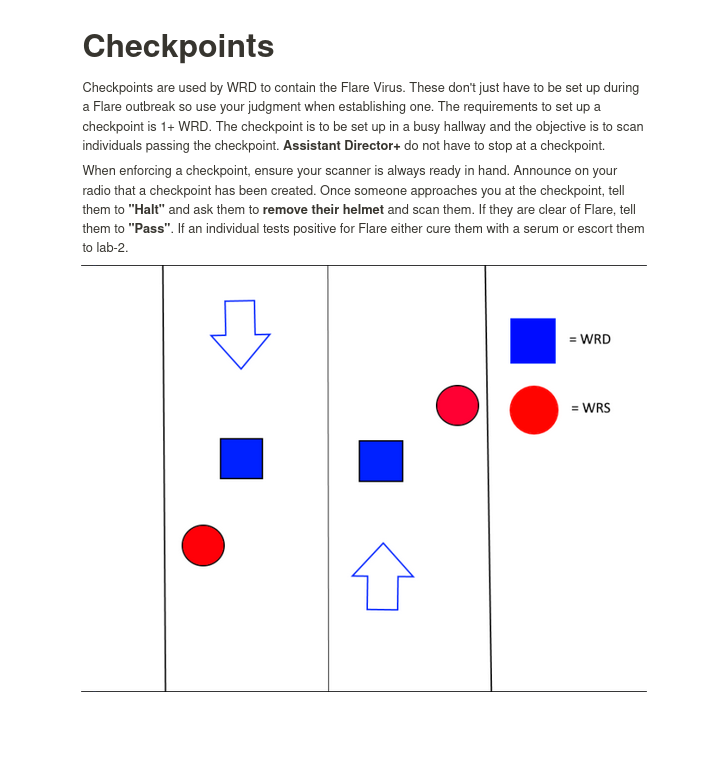 Checkpoints
Checkpoints are used by WRD to contain the Flare Virus. These don't just have to be set up during
a Flare outbreak so use your judgment when establishing one. The requirements to set up a
checkpoint is 1+ WRD. The checkpoint is to be set up in a busy hallway and the objective is to scan
individuals passing the checkpoint. Assistant Director+ do not have to stop at a checkpoint.
When enforcing a checkpoint, ensure your scanner is always ready in hand. Announce on your
radio that a checkpoint has been created. Once someone approaches you at the checkpoint, tell
them to "Halt" and ask them to remove their helmet and scan them. If they are clear of Flare, tell
them to "Pass". If an individual tests positive for Flare either cure them with a serum or escort them
to lab-2.
= WRD
= WRS